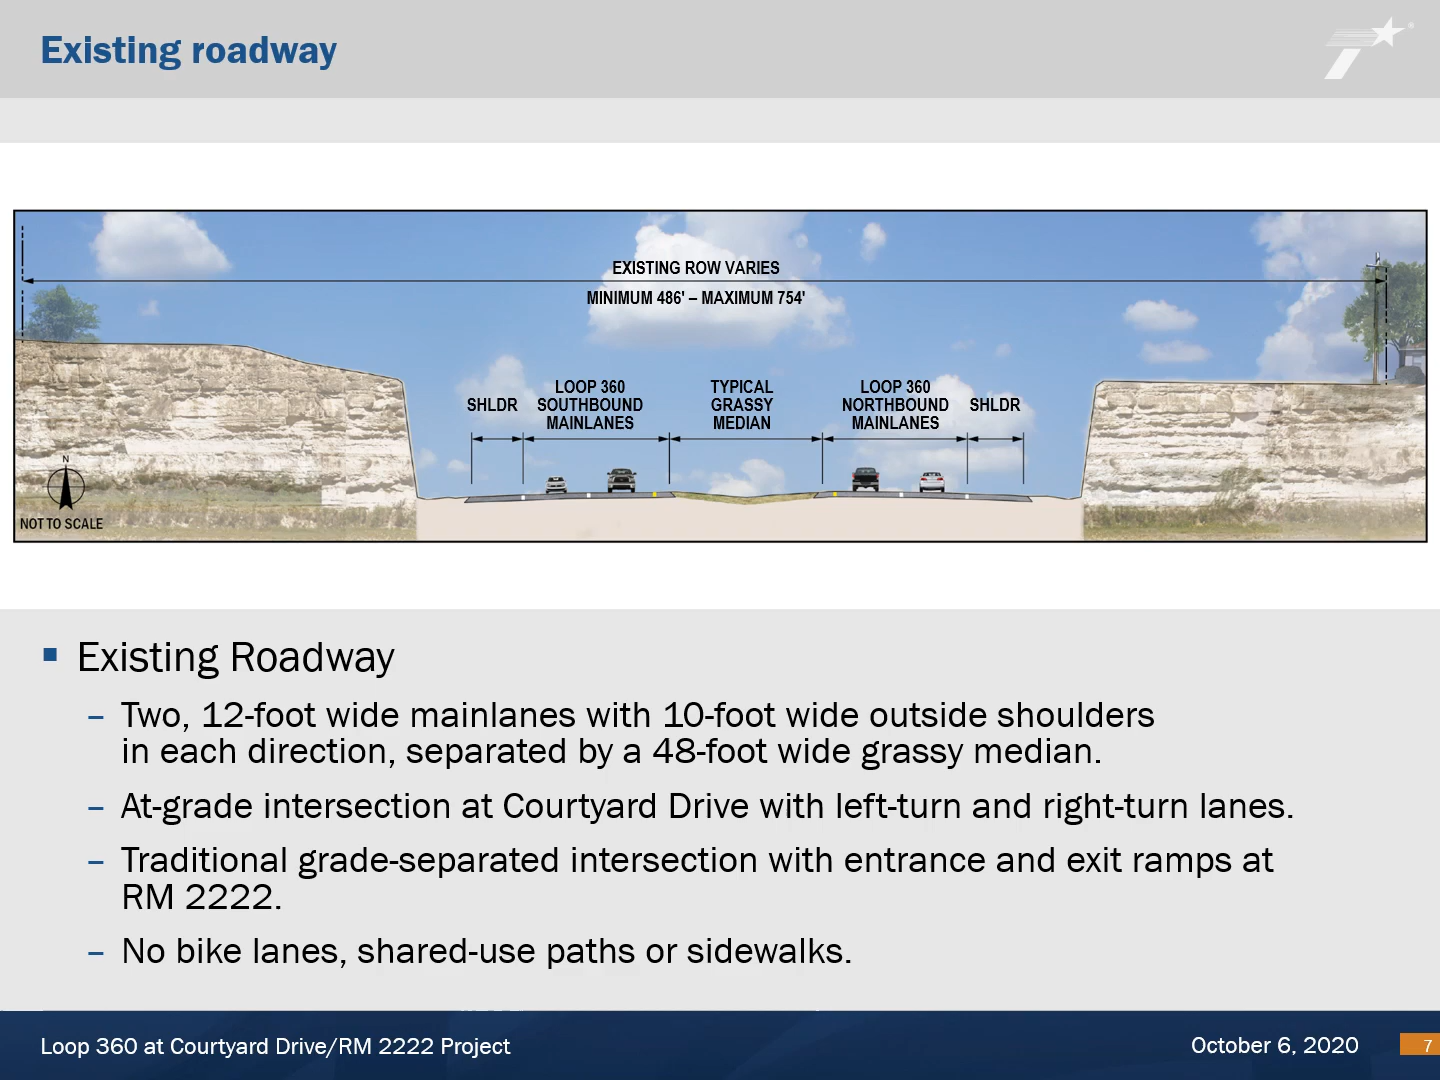 Existing roadway
EXISTING ROW VARIES
MINIMUM 486' – MAXIMUM 754'
SHLDR
LOOP 360
SOUTHBOUND
MAINLANES
TYPICAL
GRASSY
MEDIAN
LOOP 360
NORTHBOUND
MAINLANES
SHLDR
N
NOT TO SCALE
▪ Existing Roadway
– Two, 12-foot wide mainlanes with 10-foot wide outside shoulders
in each direction, separated by a 48-foot wide grassy median.
– At-grade intersection at Courtyard Drive with left-turn and right-turn lanes.
– Traditional grade-separated intersection with entrance and exit ramps at
RM 2222.
– No bike lanes, shared-use paths or sidewalks.
Loop 360 at Courtyard Drive/RM 2222 Project
October 6, 2020
7